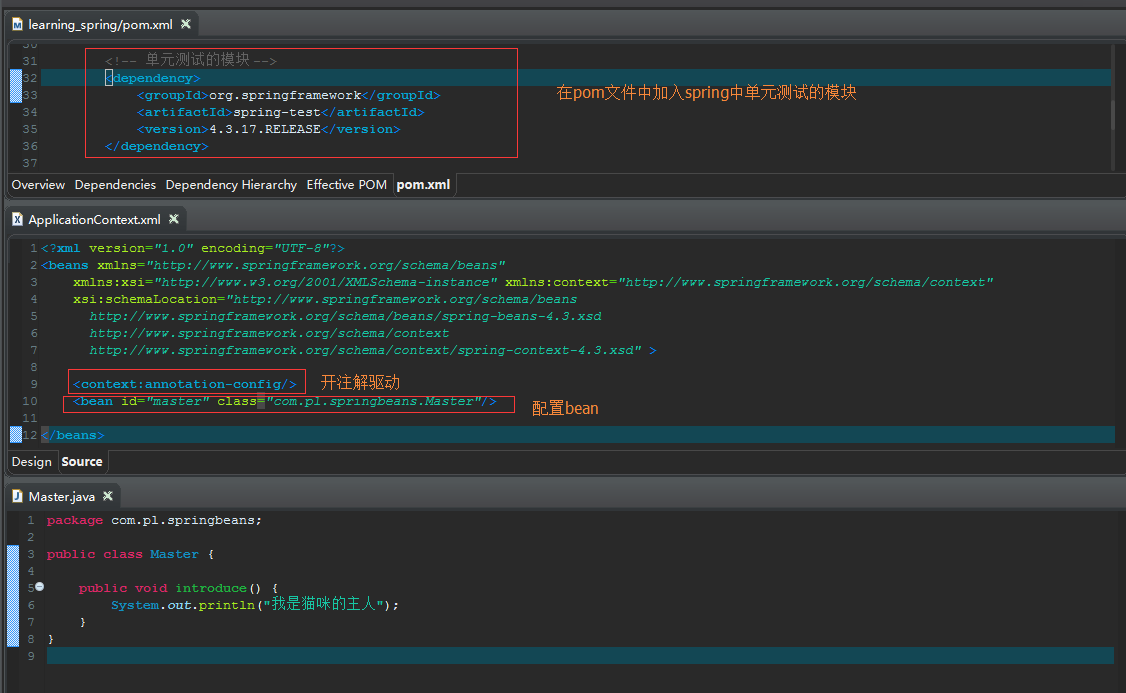 learning_spring/pom.xml
30
31 <!-- 单元测试的模块 -->
32 <dependency>
33 <groupId>org.springframework</groupId>
34 <artifactId>spring-test</artifactId>
35 <version>4.3.17.RELEASE</version>
36 </dependency>
37
在pom文件中加入spring中单元测试的模块
Overview Dependencies Dependency Hierarchy Effective POM pom.xml
ApplicationContext.xml
1 <?xml version="1.0" encoding="UTF-8"?>
2 <beans xmlns="http://www.springframework.org/schema/beans"
3 xmlns:xsi="http://www.w3.org/2001/XMLSchema-instance" xmlns:context="http://www.springframework.org/schema/context"
4 xsi:schemaLocation="http://www.springframework.org/schema/beans
5 http://www.springframework.org/schema/beans/spring-beans-4.3.xsd
6 http://www.springframework.org/schema/context
7 http://www.springframework.org/schema/context/spring-context-4.3.xsd" >
8
9 <context:annotation-config/> 开注解驱动
10 <bean id="master" class="com.pl.springbeans.Master"/> 配置bean
11
12 </beans>
Design Source
Master.java
1 package com.pl.springbeans;
2
3 public class Master {
4
5 public void introduce() {
6 System.out.println("我是猫咪的主人");
7 }
8 }
9